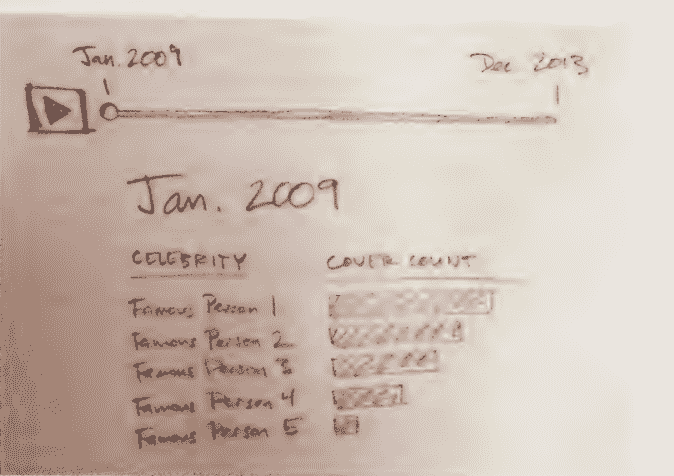 Jan. 2009 Dec 2013
Jan. 2009
CELEBRITY COVER COUNT
Famous Person 1
Famous Person 2
Famous Person 3
Famous Person 4
Famous Person 5